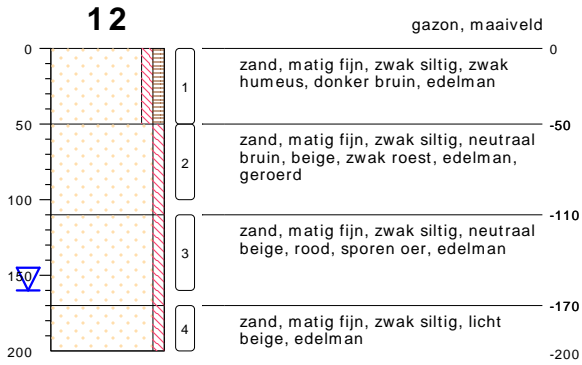 12
gazon, maaiveld
0
50
100
150
200
1
2
3
4
zand, matig fijn, zwak siltig, zwak
humeus, donker bruin, edelman
zand, matig fijn, zwak siltig, neutraal
bruin, beige, zwak roest, edelman,
geroerd
zand, matig fijn, zwak siltig, neutraal
beige, rood, sporen oer, edelman
zand, matig fijn, zwak siltig, licht
beige, edelman
0
-50
-110
-170
-200